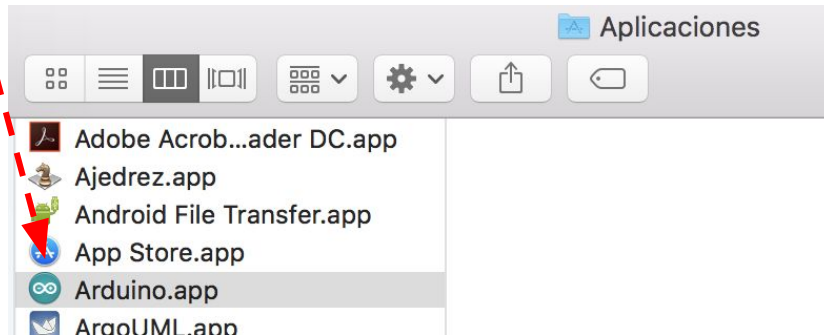 Aplicaciones
Adobe Acrob...ader DC.app
Ajedrez.app
Android File Transfer.app
App Store.app
Arduino.app
ArgoUML.app